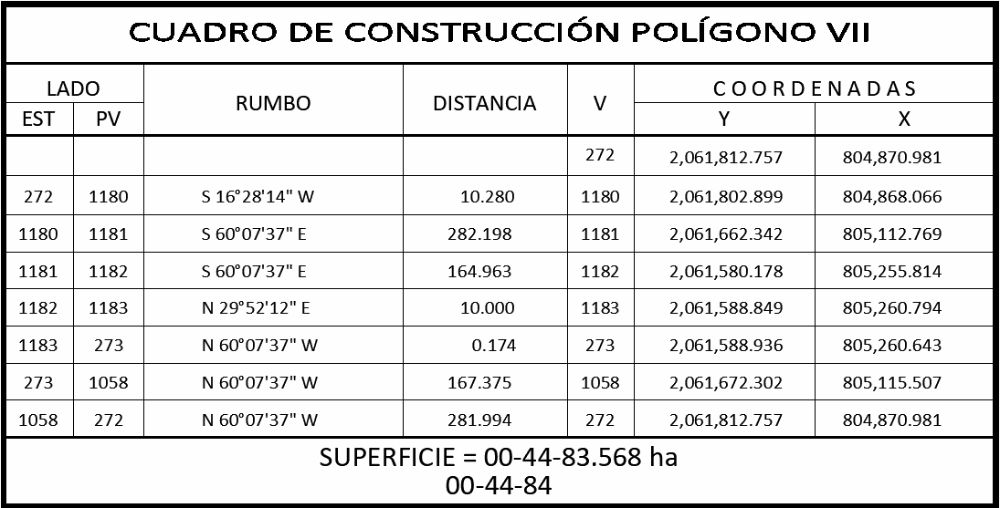 CUADRO DE CONSTRUCCIÓN POLÍGONO VII
LADO RUMBO DISTANCIA V C O O R D E N A D A S
EST PV Y X
272 2,061,812.757 804,870.981
272 1180 S 16°28'14" W 10.280 1180 2,061,802.899 804,868.066
1180 1181 S 60°07'37" E 282.198 1181 2,061,662.342 805,112.769
1181 1182 S 60°07'37" E 164.963 1182 2,061,580.178 805,255.814
1182 1183 N 29°52'12" E 10.000 1183 2,061,588.849 805,260.794
1183 273 N 60°07'37" W 0.174 273 2,061,588.936 805,260.643
273 1058 N 60°07'37" W 167.375 1058 2,061,672.302 805,115.507
1058 272 N 60°07'37" W 281.994 272 2,061,812.757 804,870.981
SUPERFICIE = 00-44-83.568 ha
00-44-84